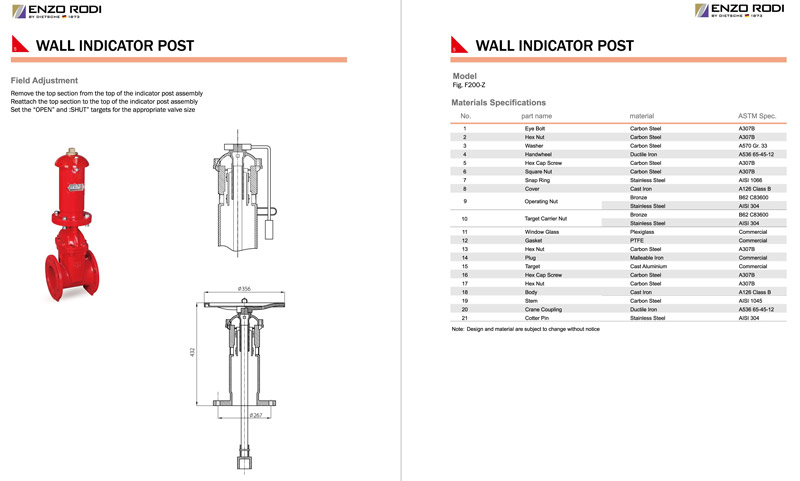 ENZO RODI
BY DIETSCHE 1873
5
WALL INDICATOR POST
Field Adjustment
Remove the top section from the top of the indicator post assembly
Reattach the top section to the top of the indicator post assembly
Set the "OPEN" and :SHUT" targets for the appropriate valve size
Ø356
432
Ø267
ENZO RODI
BY DIETSCHE 1873
5
WALL INDICATOR POST
Model
Fig. F200-Z
Materials Specifications
No. part name material ASTM Spec.
1 Eye Bolt Carbon Steel A307B
2 Hex Nut Carbon Steel A307B
3 Washer Carbon Steel A570 Gr. 33
4 Handwheel Ductile Iron A536 65-45-12
5 Hex Cap Screw Carbon Steel A307B
6 Square Nut Carbon Steel A307B
7 Snap Ring Stainless Steel AISI 1066
8 Cover Cast Iron A126 Class B
9 Operating Nut Bronze B62 C83600
Stainless Steel AISI 304
10 Target Carrier Nut Bronze B62 C83600
Stainless Steel AISI 304
11 Window Glass Plexiglass Commercial
12 Gasket PTFE Commercial
13 Hex Nut Carbon Steel A307B
14 Plug Malleable Iron Commercial
15 Target Cast Aluminium Commercial
16 Hex Cap Screw Carbon Steel A307B
17 Hex Nut Carbon Steel A307B
18 Body Cast Iron A126 Class B
19 Stem Carbon Steel AISI 1045
20 Crane Coupling Ductile Iron A536 65-45-12
21 Cotter Pin Stainless Steel AISI 304
Note: Design and material are subject to change without notice